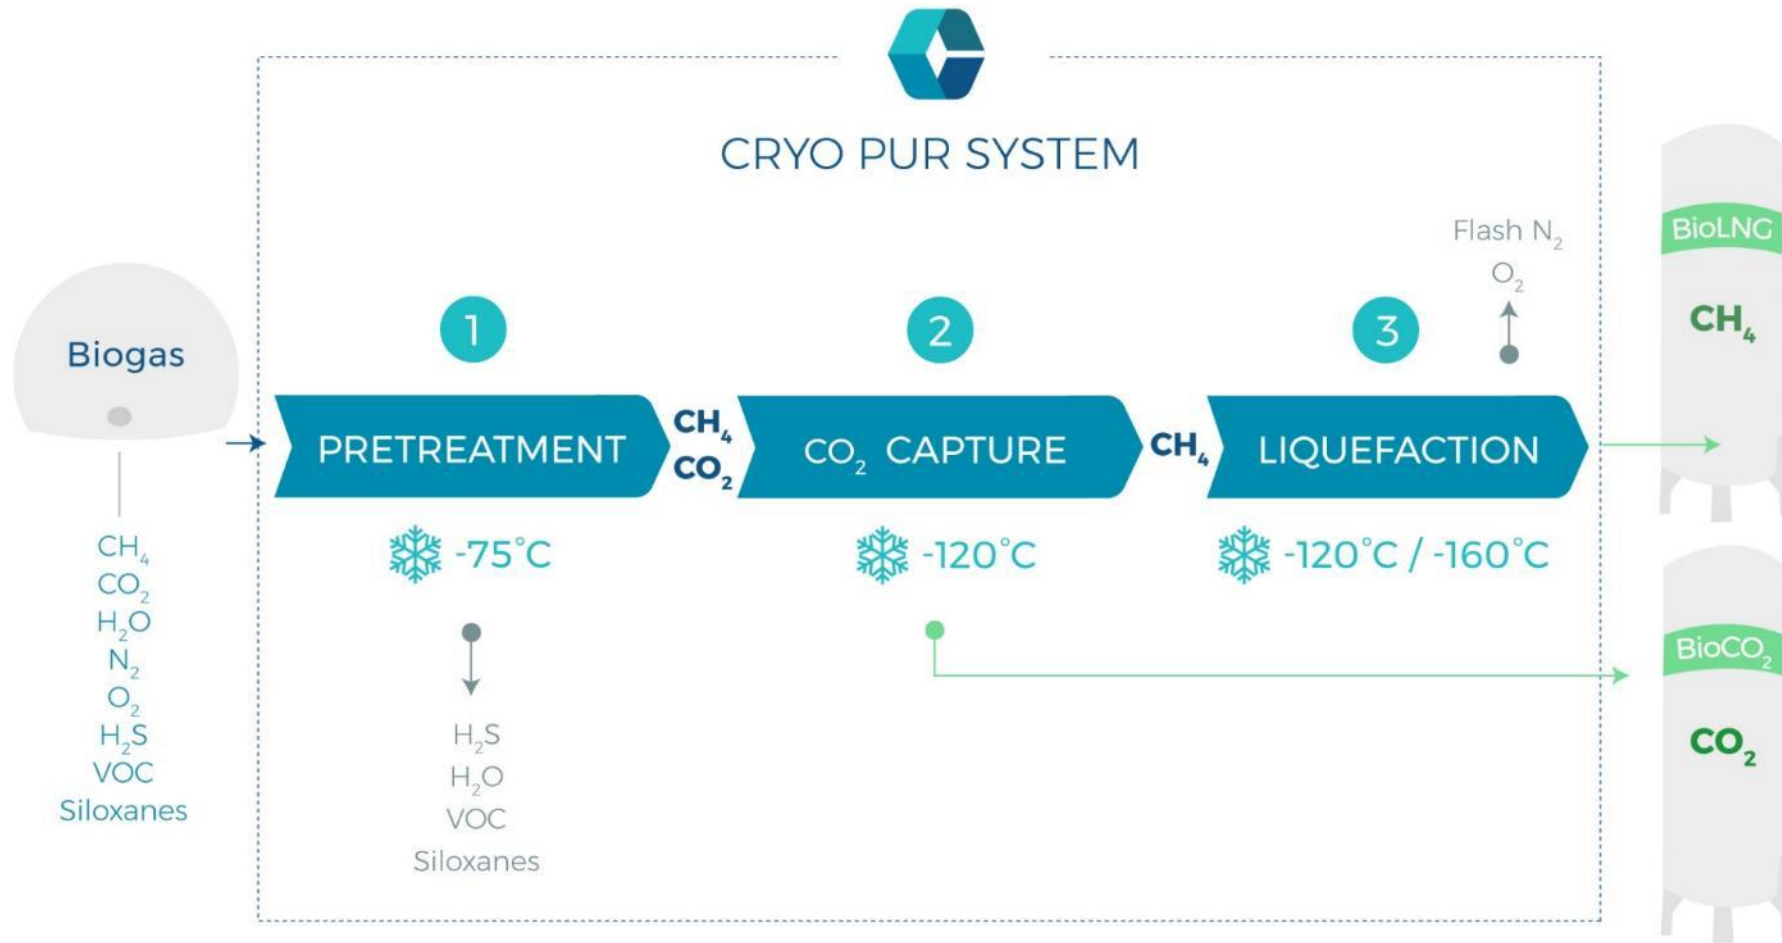 CRYO PUR SYSTEM
Flash N₂
O₂
BioLNG
CH₄
1
2
3
Biogas
PRETREATMENT
CH₄
CO₂
CO₂ CAPTURE
CH₄
LIQUEFACTION
-75°C
-120°C
-120°C / -160°C
CH₄
CO₂
H₂O
N₂
O₂
H₂S
VOC
Siloxanes
H₂S
H₂O
VOC
Siloxanes
BioCO₂
CO₂